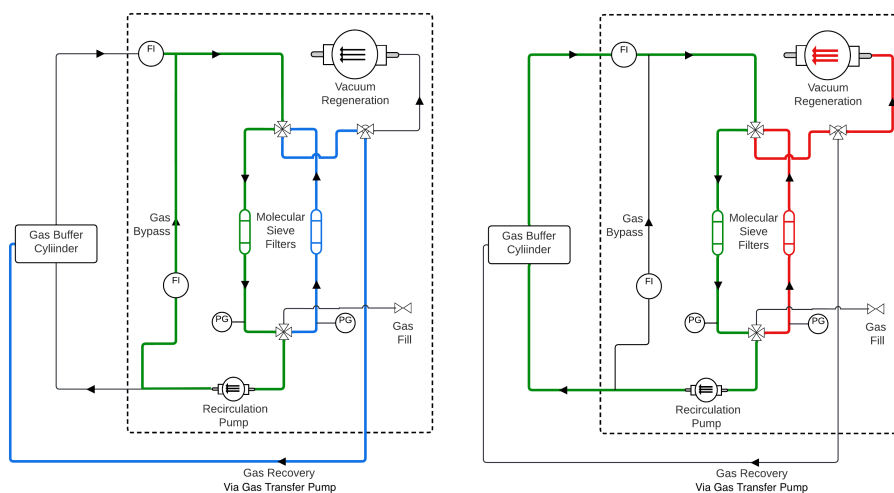 FI
Vacuum
Regeneration
Gas
Bypass
Molecular
Sieve
Filters
Gas Buffer
Cyliinder
FI
PG
PG
Gas
Fill
Recirculation
Pump
Gas Recovery
Via Gas Transfer Pump
FI
Vacuum
Regeneration
Gas
Bypass
Molecular
Sieve
Filters
Gas Buffer
Cyliinder
FI
PG
PG
Gas
Fill
Recirculation
Pump
Gas Recovery
Via Gas Transfer Pump